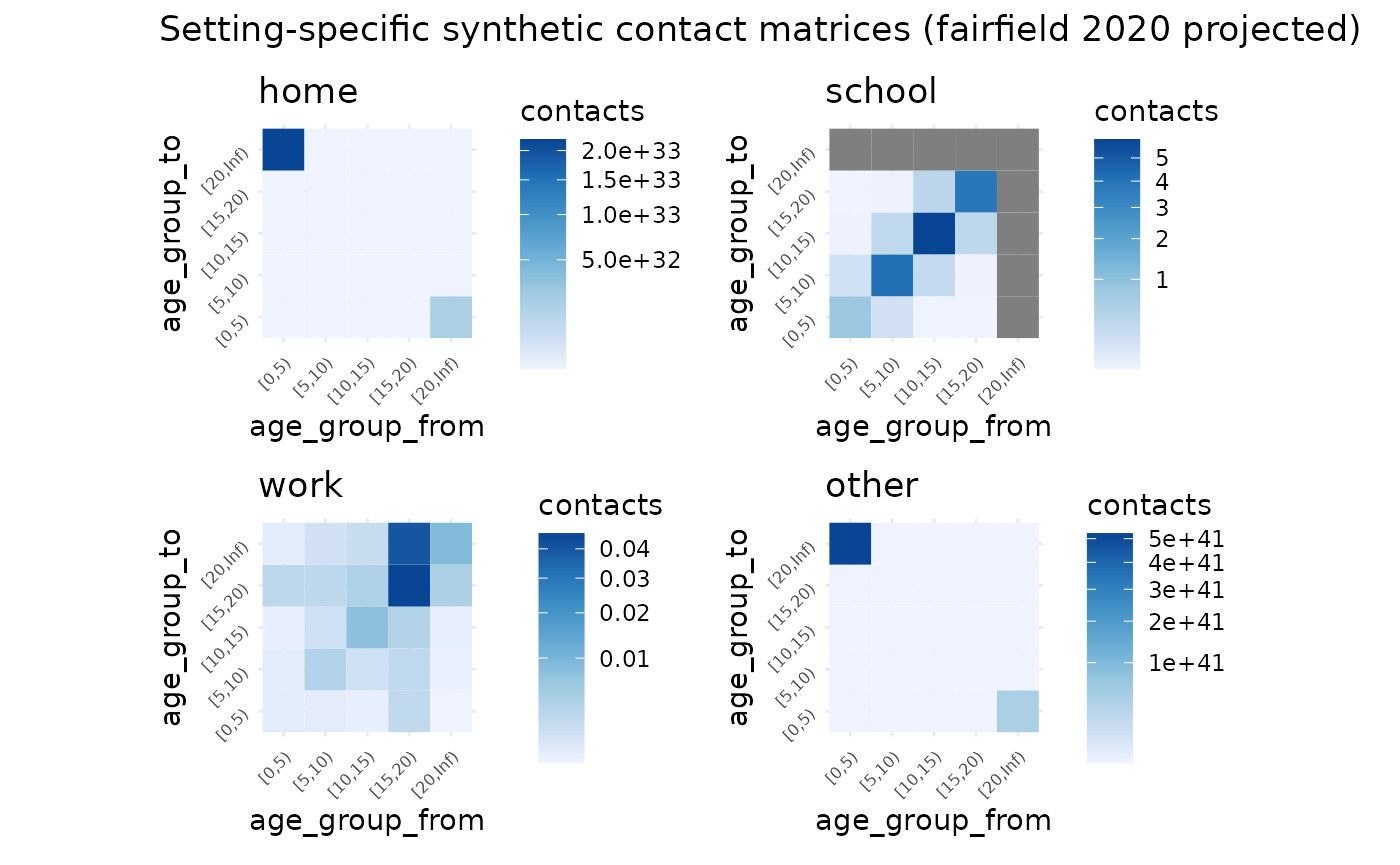 Setting-specific synthetic contact matrices (fairfield 2020 projected)
home
contacts
age_group_to
[20,Inf)
[15,20)
[10,15)
[5,10)
[0,5)
2.0e+33
1.5e+33
1.0e+33
5.0e+32
[0,5)
[5,10)
[10,15)
[15,20)
[20,Inf)
age_group_from
school
contacts
age_group_to
[20,Inf)
[15,20)
[10,15)
[5,10)
[0,5)
5
4
3
2
1
[0,5)
[5,10)
[10,15)
[15,20)
[20,Inf)
age_group_from
work
contacts
age_group_to
[20,Inf)
[15,20)
[10,15)
[5,10)
[0,5)
0.04
0.03
0.02
0.01
[0,5)
[5,10)
[10,15)
[15,20)
[20,Inf)
age_group_from
other
contacts
age_group_to
[20,Inf)
[15,20)
[10,15)
[5,10)
[0,5)
5e+41
4e+41
3e+41
2e+41
1e+41
[0,5)
[5,10)
[10,15)
[15,20)
[20,Inf)
age_group_from